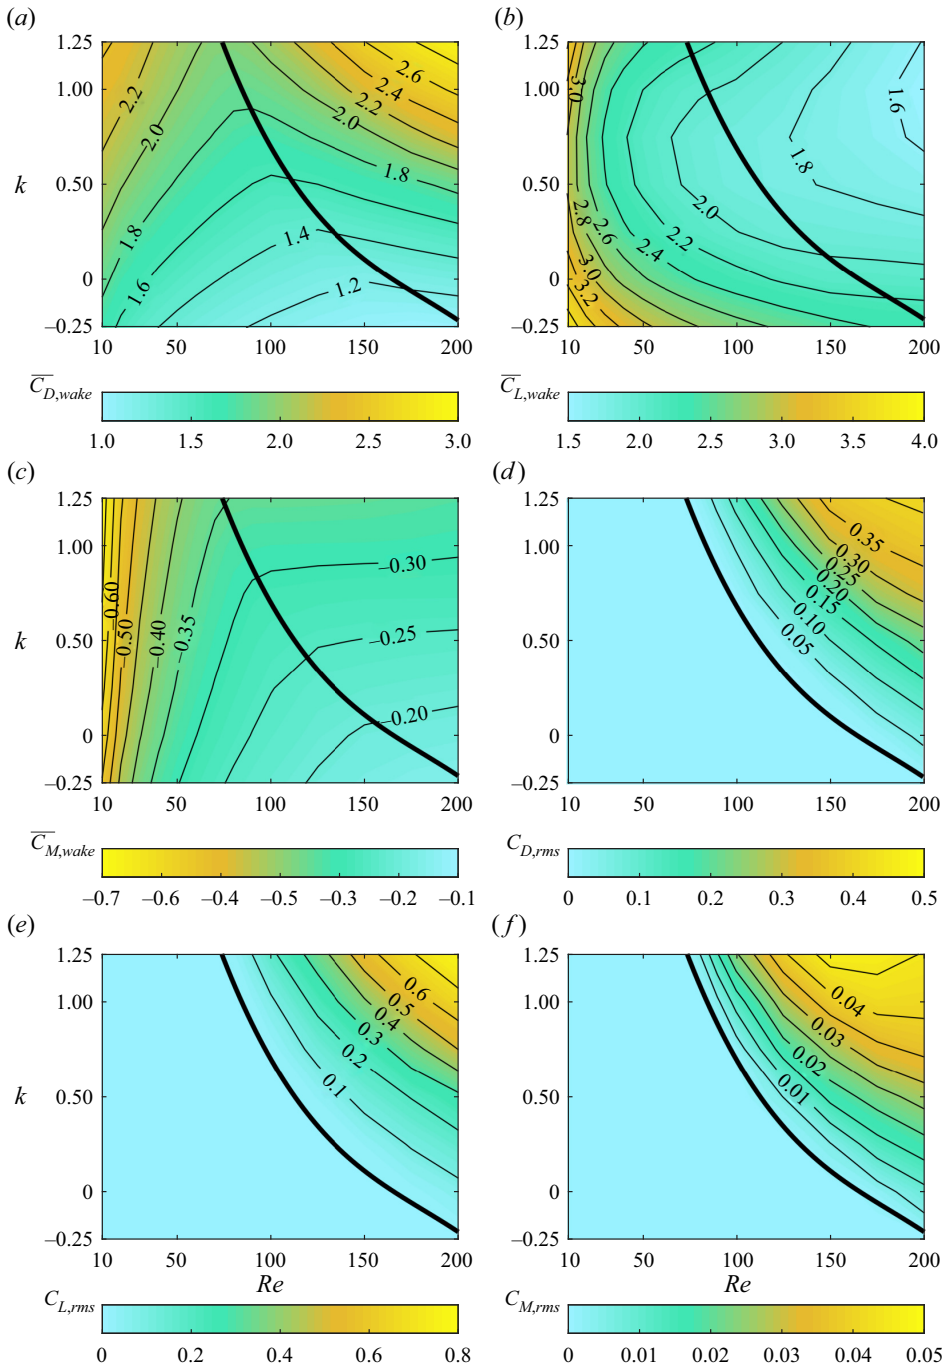 (a)
(b)
1.25
1.00
k
0.50
0
–0.25
2.2
2.0
1.8
1.6
2.6
2.4
2.2
2.0
1.8
1.4
1.2
10 50 100 150 200
1.25
1.00
0.50
0
–0.25
3.0
2.8
2.6
3.0
3.2
2.4
2.2
2.0
1.8
1.6
10 50 100 150 200
C_D,wake
1.0 1.5 2.0 2.5 3.0
C_L,wake
1.5 2.0 2.5 3.0 3.5 4.0
(c)
(d)
1.25
1.00
k
0.50
0
–0.25
–0.60
–0.50
–0.40
–0.35
–0.30
–0.25
–0.20
10 50 100 150 200
1.25
1.00
0.50
0
–0.25
0.35
0.30
0.25
0.20
0.15
0.10
0.05
10 50 100 150 200
C_M,wake
–0.7 –0.6 –0.5 –0.4 –0.3 –0.2 –0.1
C_D,rms
0 0.1 0.2 0.3 0.4 0.5
(e)
(f)
1.25
1.00
k
0.50
0
–0.25
0.6
0.5
0.4
0.3
0.2
0.1
10 50 100 150 200
Re
1.25
1.00
0.50
0
–0.25
0.04
0.03
0.02
0.01
10 50 100 150 200
Re
C_L,rms
0 0.2 0.4 0.6 0.8
C_M,rms
0 0.01 0.02 0.03 0.04 0.05